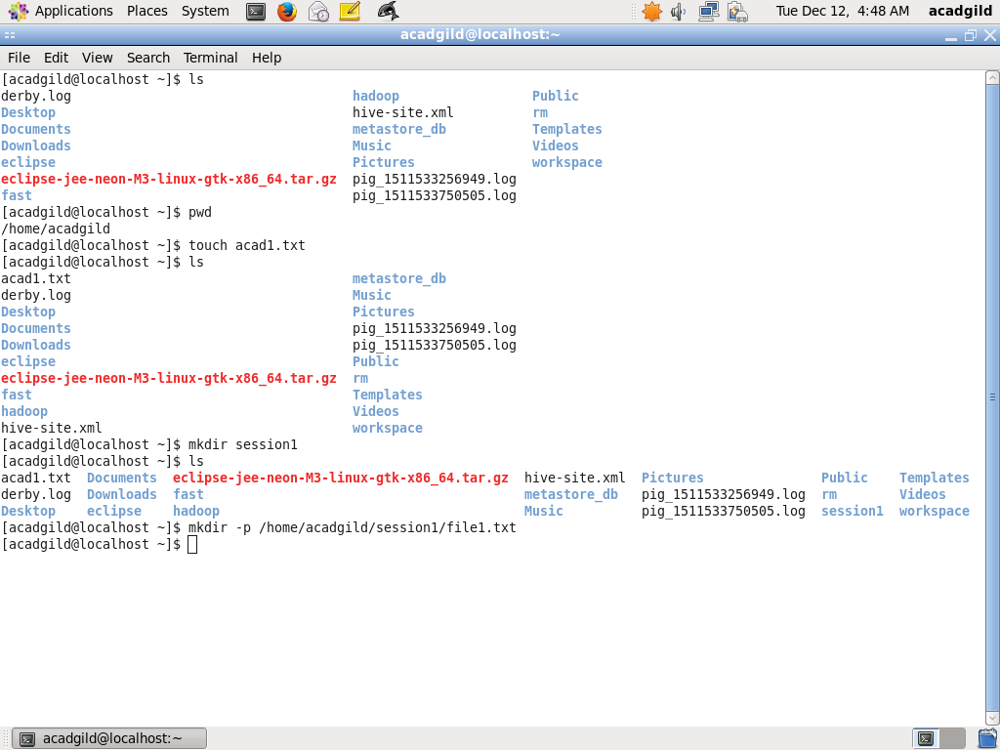 Applications Places System Tue Dec 12, 4:48 AM acadgild
acadgild@localhost:~
File Edit View Search Terminal Help
[acadgild@localhost ~]$ ls
derby.log hadoop Public
Desktop hive-site.xml rm
Documents metastore_db Templates
Downloads Music Videos
eclipse Pictures workspace
eclipse-jee-neon-M3-linux-gtk-x86_64.tar.gz pig_1511533256949.log
fast pig_1511533750505.log
[acadgild@localhost ~]$ pwd
/home/acadgild
[acadgild@localhost ~]$ touch acad1.txt
[acadgild@localhost ~]$ ls
acad1.txt metastore_db
derby.log Music
Desktop Pictures
Documents pig_1511533256949.log
Downloads pig_1511533750505.log
eclipse Public
eclipse-jee-neon-M3-linux-gtk-x86_64.tar.gz rm
fast Templates
hadoop Videos
hive-site.xml workspace
[acadgild@localhost ~]$ mkdir session1
[acadgild@localhost ~]$ ls
acad1.txt Documents eclipse-jee-neon-M3-linux-gtk-x86_64.tar.gz hive-site.xml Pictures Public Templates
derby.log Downloads fast metastore_db pig_1511533256949.log rm Videos
Desktop eclipse hadoop Music pig_1511533750505.log session1 workspace
[acadgild@localhost ~]$ mkdir -p /home/acadgild/session1/file1.txt
[acadgild@localhost ~]$
acadgild@localhost:~